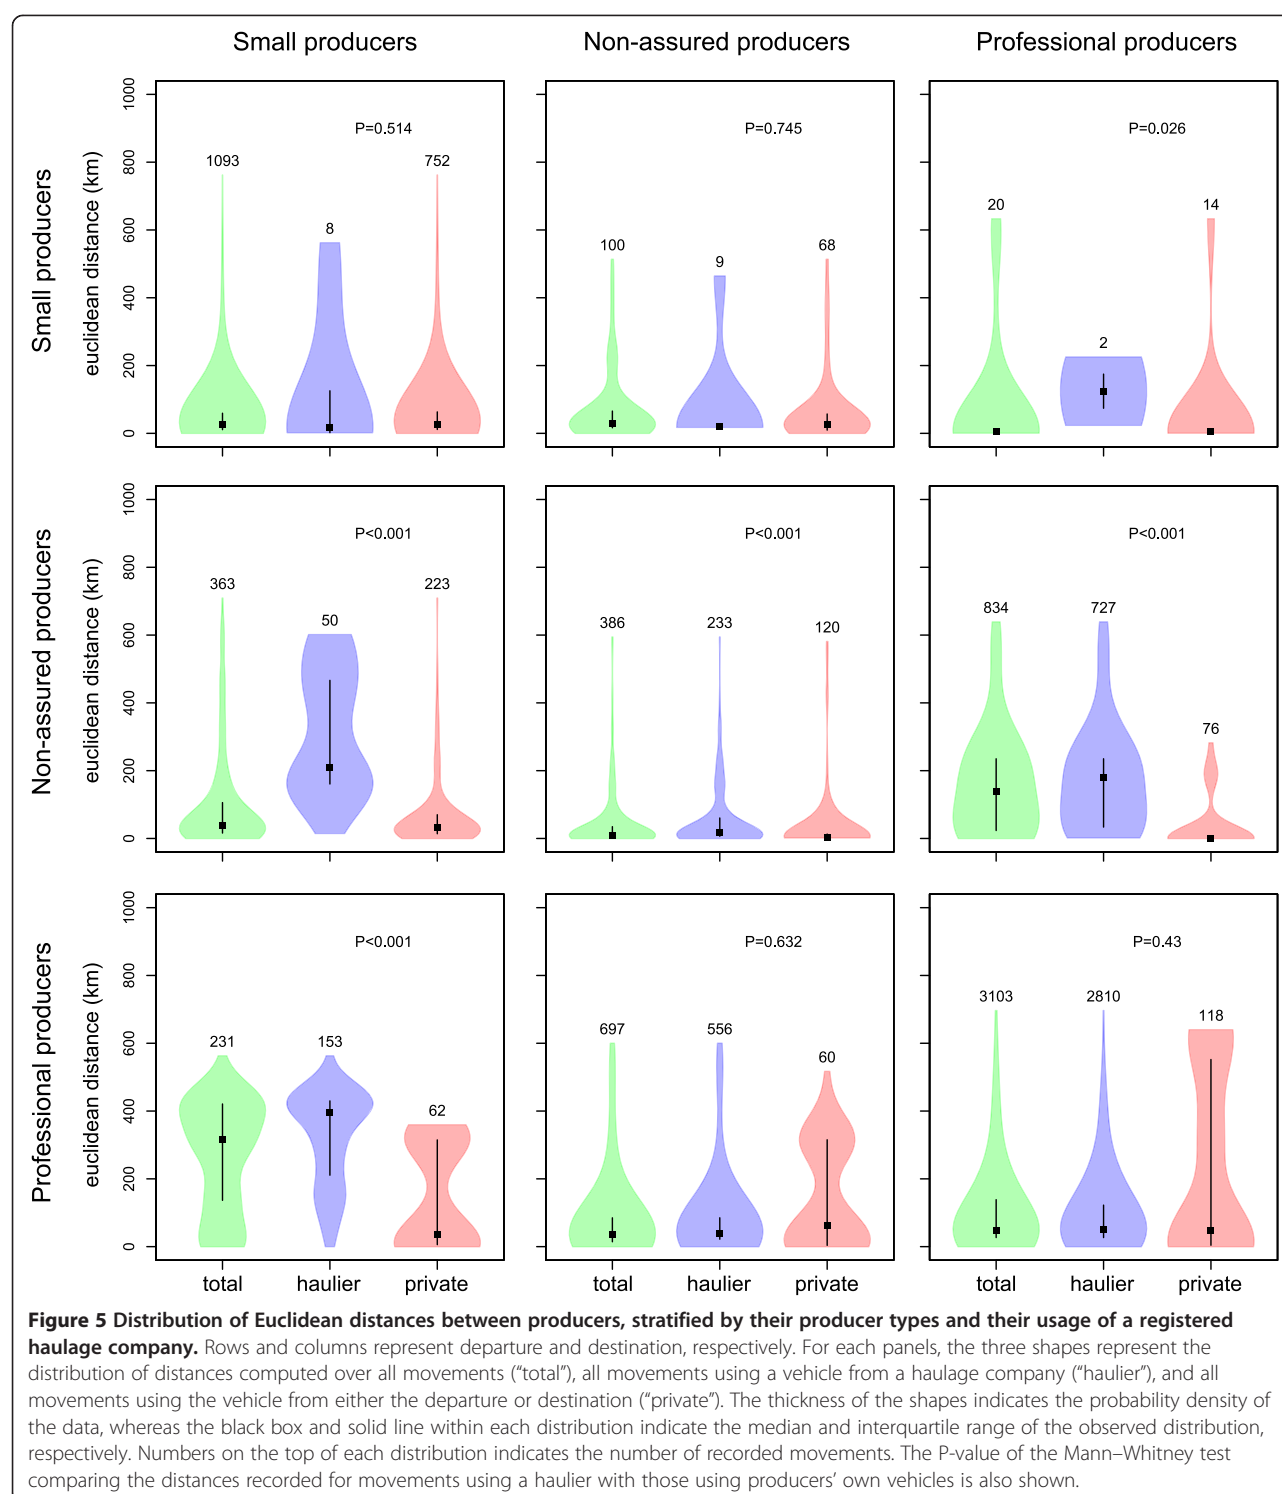 Small producers Non-assured producers Professional producers
Small producers
euclidean distance (km)
1000
800
600
400
200
0
P=0.514
1093
8
752
P=0.745
100
9
68
P=0.026
20
2
14
Non-assured producers
euclidean distance (km)
1000
800
600
400
200
0
P<0.001
363
50
223
P<0.001
386
233
120
P<0.001
834
727
76
Professional producers
euclidean distance (km)
1000
800
600
400
200
0
P<0.001
231
153
62
P=0.632
697
556
60
P=0.43
3103
2810
118
total haulier private total haulier private total haulier private
Figure 5 Distribution of Euclidean distances between producers, stratified by their producer types and their usage of a registered
haulage company. Rows and columns represent departure and destination, respectively. For each panels, the three shapes represent the
distribution of distances computed over all movements (“total”), all movements using a vehicle from a haulage company (“haulier”), and all
movements using the vehicle from either the departure or destination (“private”). The thickness of the shapes indicates the probability density of
the data, whereas the black box and solid line within each distribution indicate the median and interquartile range of the observed distribution,
respectively. Numbers on the top of each distribution indicates the number of recorded movements. The P-value of the Mann–Whitney test
comparing the distances recorded for movements using a haulier with those using producers’ own vehicles is also shown.